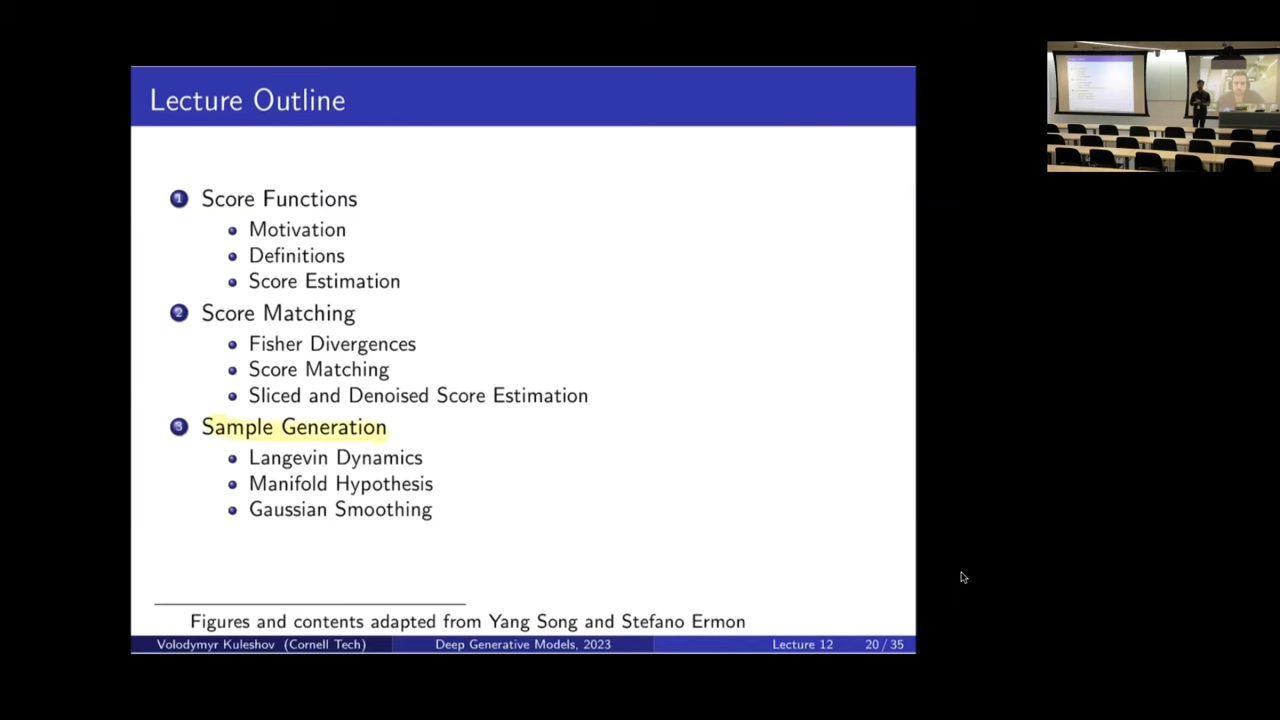 Lecture Outline
1 Score Functions
Motivation
Definitions
Score Estimation
2 Score Matching
Fisher Divergences
Score Matching
Sliced and Denoised Score Estimation
3 Sample Generation
Langevin Dynamics
Manifold Hypothesis
Gaussian Smoothing
Figures and contents adapted from Yang Song and Stefano Ermon
Volodymyr Kuleshov (Cornell Tech) Deep Generative Models, 2023 Lecture 12 20 / 35